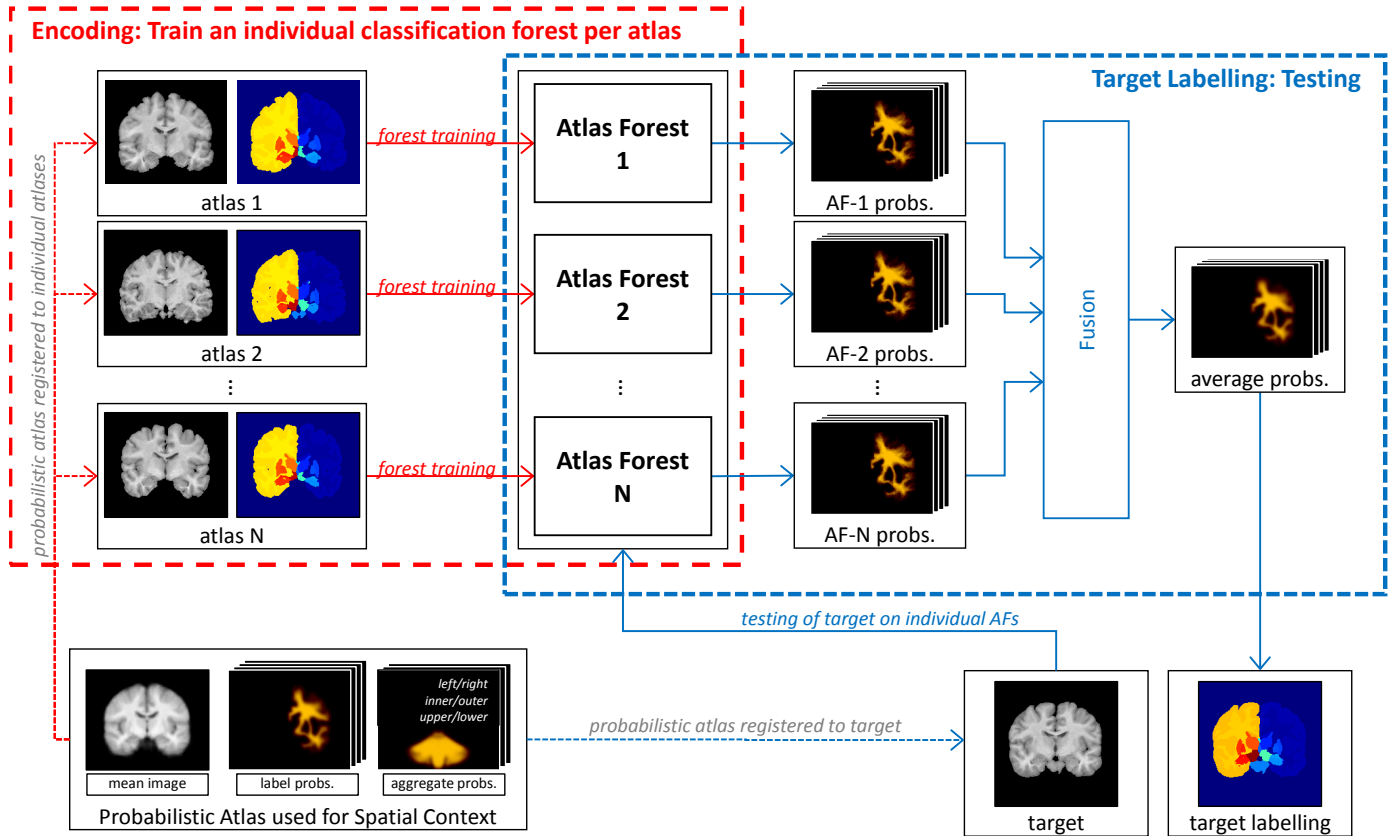 Encoding: Train an individual classification forest per atlas
Target Labelling: Testing
probabilistic atlas registered to individual atlases
atlas 1
forest training
Atlas Forest
1
AF-1 probs.
atlas 2
forest training
Atlas Forest
2
AF-2 probs.
...
...
...
atlas N
forest training
Atlas Forest
N
AF-N probs.
Fusion
average probs.
testing of target on individual AFs
left/right
inner/outer
upper/lower
mean image
label probs.
aggregate probs.
Probabilistic Atlas used for Spatial Context
probabilistic atlas registered to target
target
target labelling